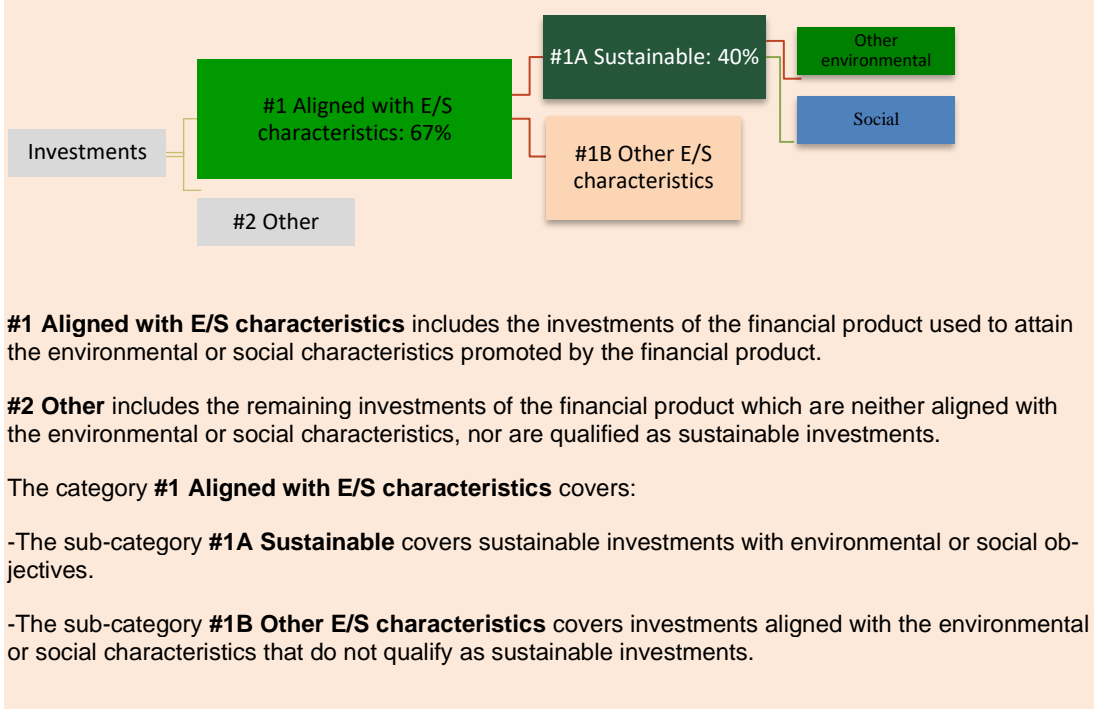 Investments
#1 Aligned with E/S
characteristics: 67%
#2 Other
#1A Sustainable: 40%
#1B Other E/S
characteristics
Other
environmental
Social
#1 Aligned with E/S characteristics includes the investments of the financial product used to attain
the environmental or social characteristics promoted by the financial product.
#2 Other includes the remaining investments of the financial product which are neither aligned with
the environmental or social characteristics, nor are qualified as sustainable investments.
The category #1 Aligned with E/S characteristics covers:
-The sub-category #1A Sustainable covers sustainable investments with environmental or social ob-
jectives.
-The sub-category #1B Other E/S characteristics covers investments aligned with the environmental
or social characteristics that do not qualify as sustainable investments.